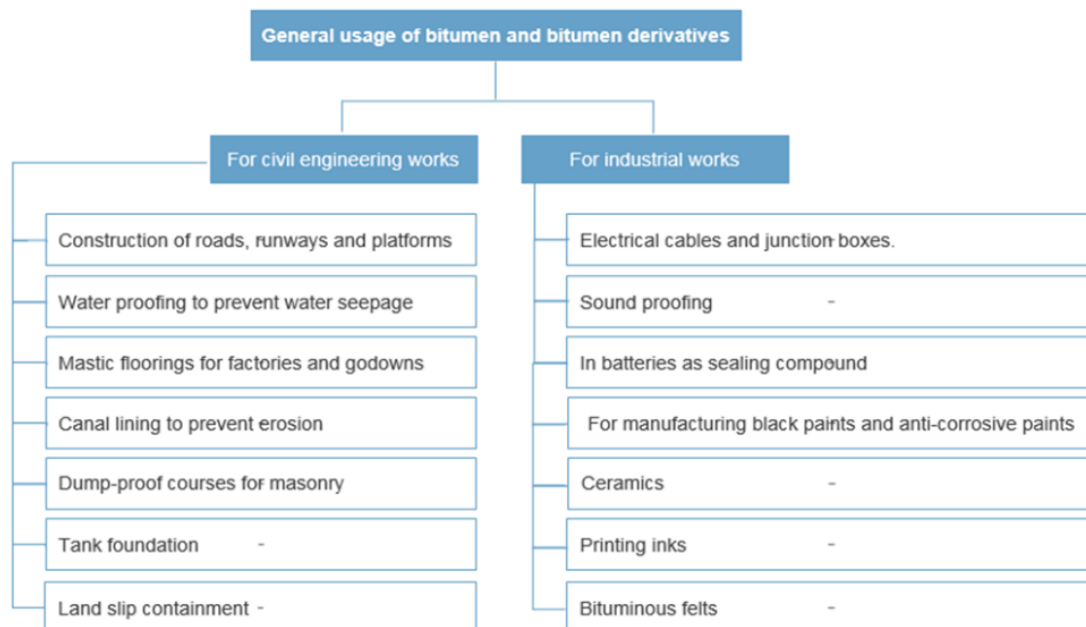 General usage of bitumen and bitumen derivatives
For civil engineering works
Construction of roads, runways and platforms
Water proofing to prevent water seepage
Mastic floorings for factories and godowns
Canal lining to prevent erosion
Dump-proof courses for masonry
Tank foundation -
Land slip containment -
For industrial works
Electrical cables and junction boxes.
Sound proofing -
In batteries as sealing compound
For manufacturing black paints and anti-corrosive paints
Ceramics -
Printing inks -
Bituminous felts -